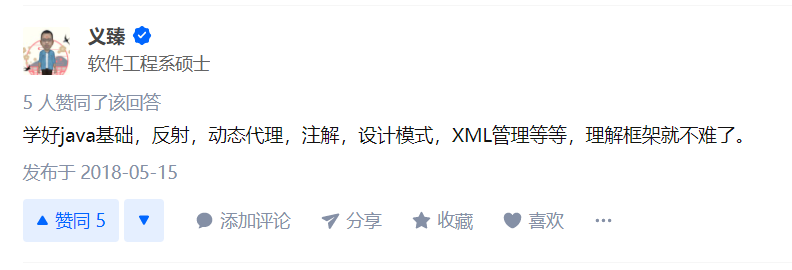 义臻
软件工程系硕士
5 人赞同了该回答
学好java基础，反射，动态代理，注解，设计模式，XML管理等等，理解框架就不难了。
发布于 2018-05-15
赞同 5 添加评论 分享 收藏 喜欢 ···